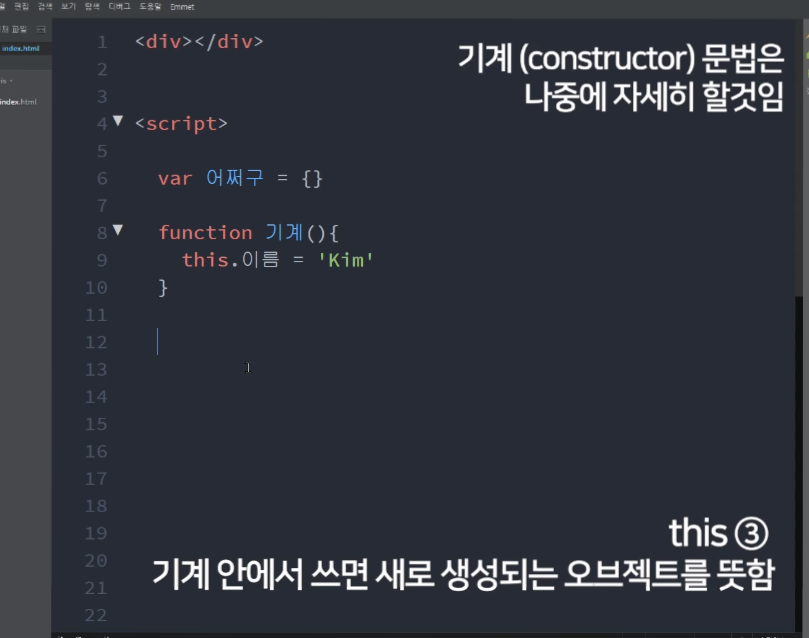 편집 검색 보기 탐색 디버그 도움말 Emmet
index.html
index.html
기계 (constructor) 문법은
나중에 자세히 할것임
1 <div></div>
2
3
4 <script>
5
6 var 어쩌구 = {}
7
8 function 기계(){
9 this.이름 = 'Kim'
10 }
11
12
13
14
15
16
17
18
19
20
21
22
this ③
기계 안에서 쓰면 새로 생성되는 오브젝트를 뜻함